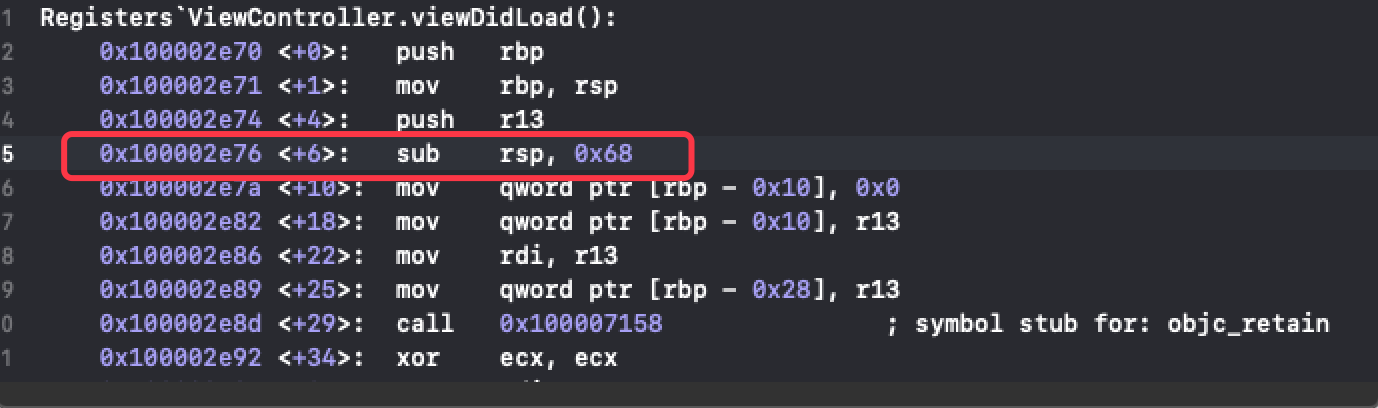 1 Registers`ViewController.viewDidLoad():
2 0x100002e70 <+0>: push rbp
3 0x100002e71 <+1>: mov rbp, rsp
4 0x100002e74 <+4>: push r13
5 0x100002e76 <+6>: sub rsp, 0x68
6 0x100002e7a <+10>: mov qword ptr [rbp - 0x10], 0x0
7 0x100002e82 <+18>: mov qword ptr [rbp - 0x10], r13
8 0x100002e86 <+22>: mov rdi, r13
9 0x100002e89 <+25>: mov qword ptr [rbp - 0x28], r13
0 0x100002e8d <+29>: call 0x100007158 ; symbol stub for: objc_retain
1 0x100002e92 <+34>: xor ecx, ecx